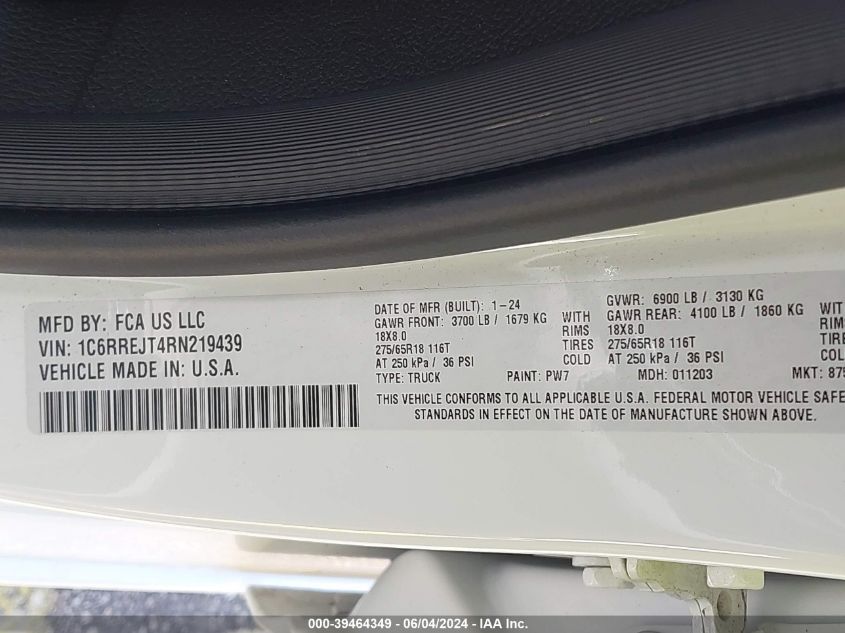 MFD BY: FCA US LLC
VIN: 1C6RREJT4RN219439
VEHICLE MADE IN: U.S.A.
DATE OF MFR (BUILT): 1-24
GVWR: 6900 LB / 3130 KG
GAWR FRONT: 3700 LB / 1679 KG WITH GAWR REAR: 4100 LB / 1860 KG WIT
18X8.0 RIMS 18X8.0 RIMS
275/65R18 116T TIRES 275/65R18 116T TIRES
AT 250 kPa / 36 PSI COLD AT 250 kPa / 36 PSI
TYPE: TRUCK PAINT: PW7 MDH: 011203 MKT:
THIS VEHICLE CONFORMS TO ALL APPLICABLE U.S.A. FEDERAL MOTOR VEHICLE SAFE
STANDARDS IN EFFECT ON THE DATE OF MANUFACTURE SHOWN ABOVE.
000-39464349 - 06/04/2024 - IAA Inc.